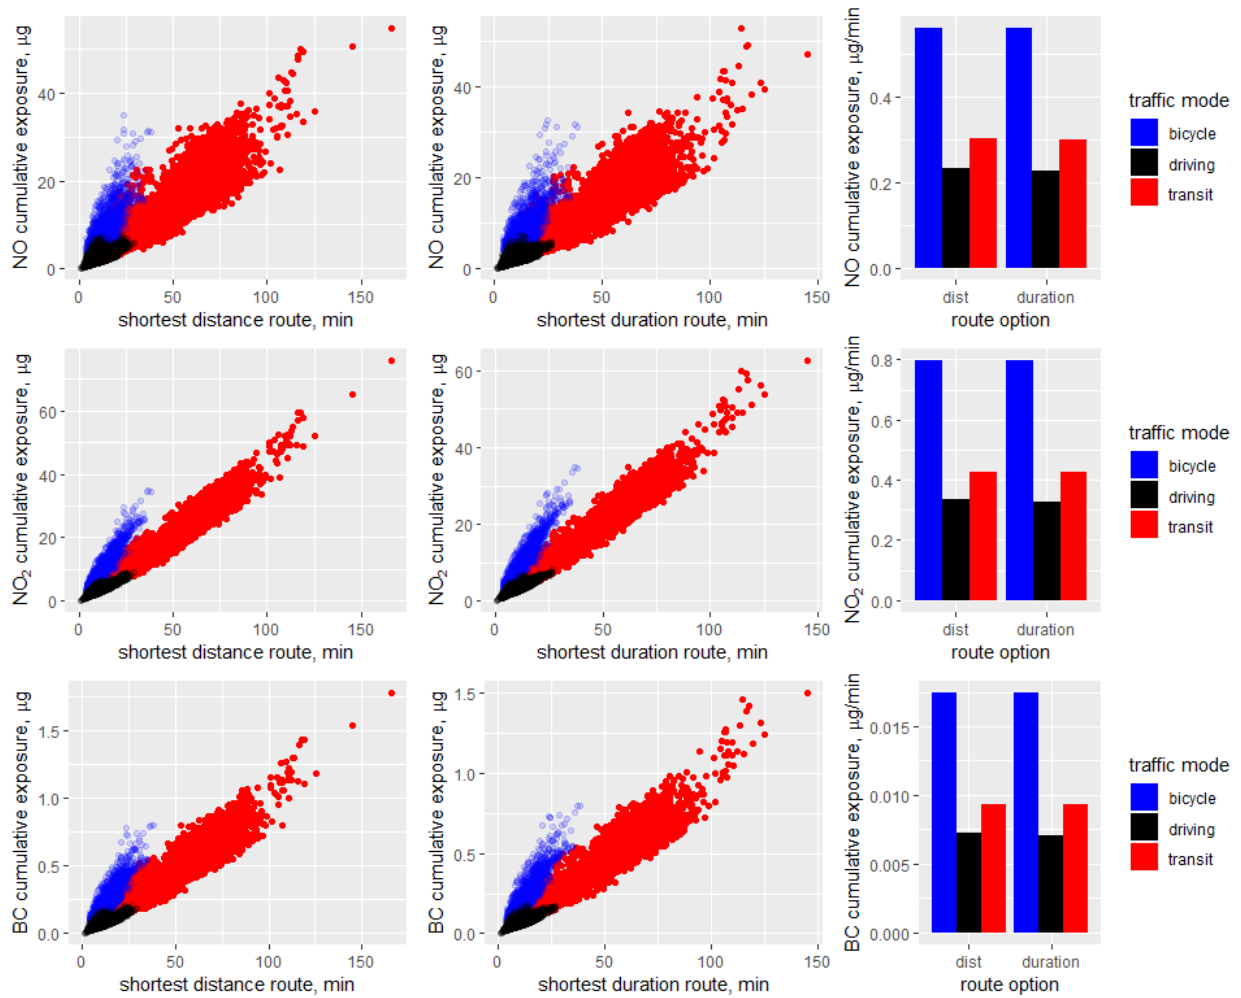 NO cumulative exposure, µg
40
20
0
0 50 100 150
shortest distance route, min
NO cumulative exposure, µg
40
20
0
0 50 100 150
shortest duration route, min
NO cumulative exposure, µg/min
0.4
0.2
0.0
dist duration
route option
traffic mode
bicycle
driving
transit
NO₂ cumulative exposure, µg
60
40
20
0
0 50 100 150
shortest distance route, min
NO₂ cumulative exposure, µg
60
40
20
0
0 50 100 150
shortest duration route, min
NO₂ cumulative exposure, µg/min
0.8
0.6
0.4
0.2
0.0
dist duration
route option
traffic mode
bicycle
driving
transit
BC cumulative exposure, µg
1.5
1.0
0.5
0.0
0 50 100 150
shortest distance route, min
BC cumulative exposure, µg
1.5
1.0
0.5
0.0
0 50 100 150
shortest duration route, min
BC cumulative exposure, µg/min
0.015
0.010
0.005
0.000
dist duration
route option
traffic mode
bicycle
driving
transit